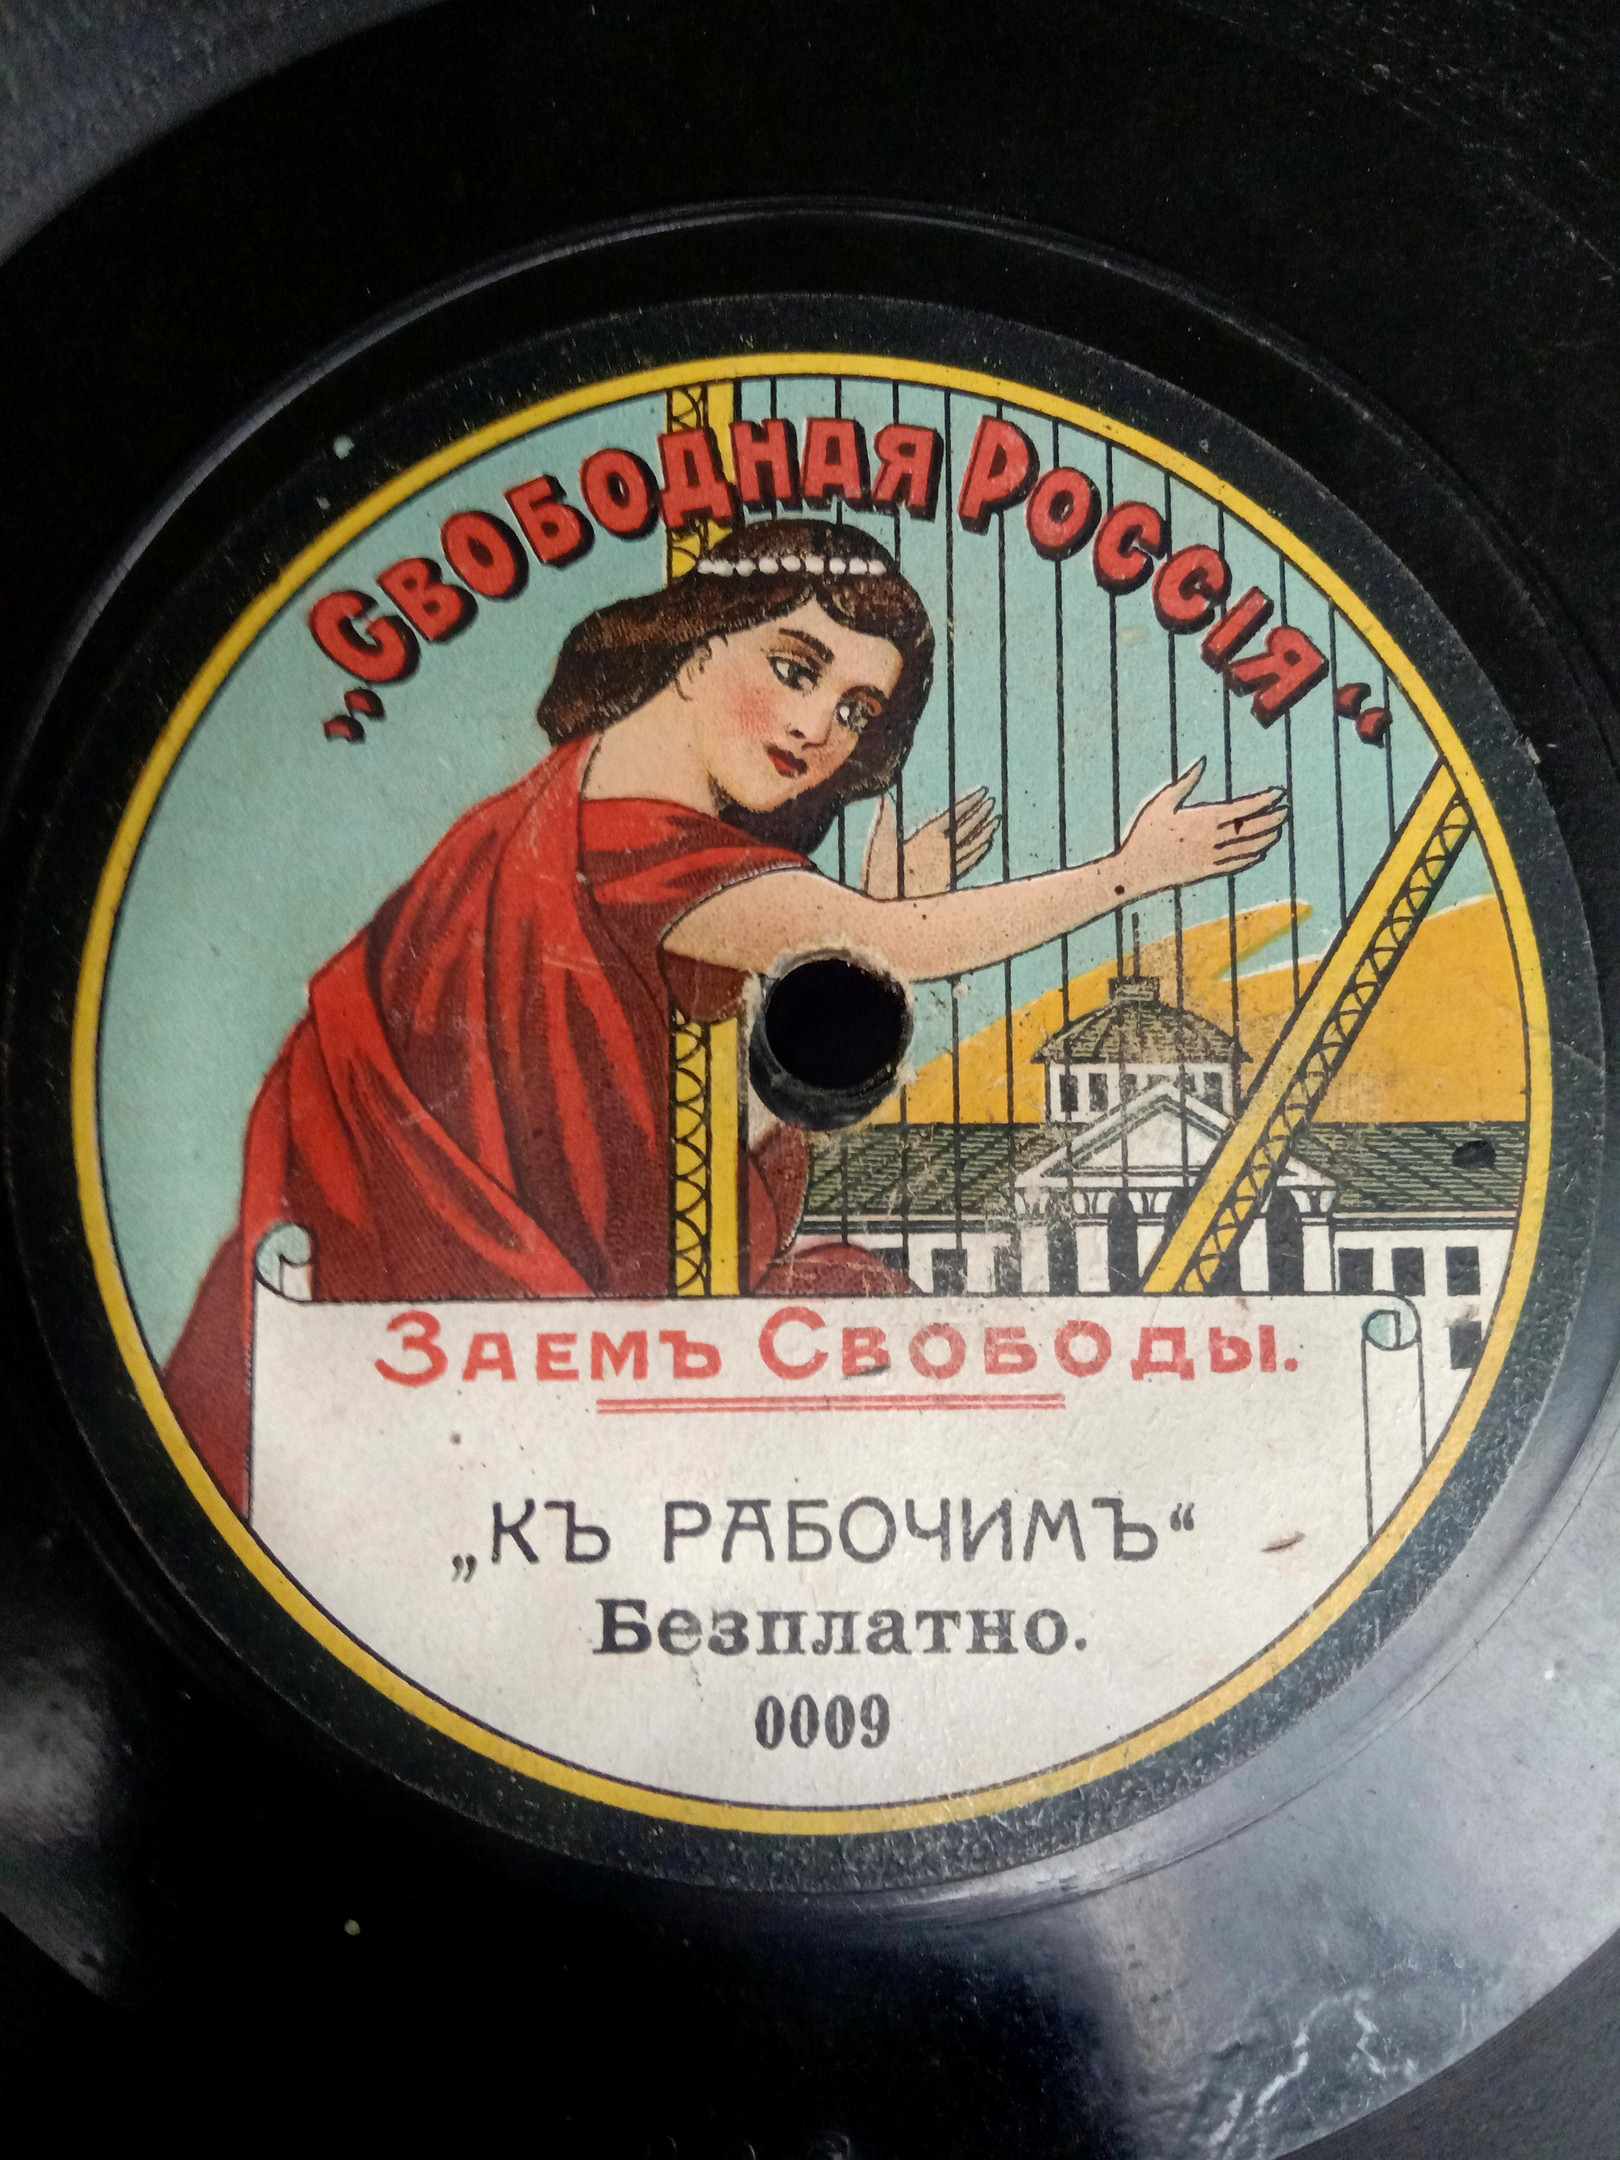 „Свободная Россія“
Заемъ Свободы.
„КЪ РАБОЧИМЪ“
Безплатно.
0009